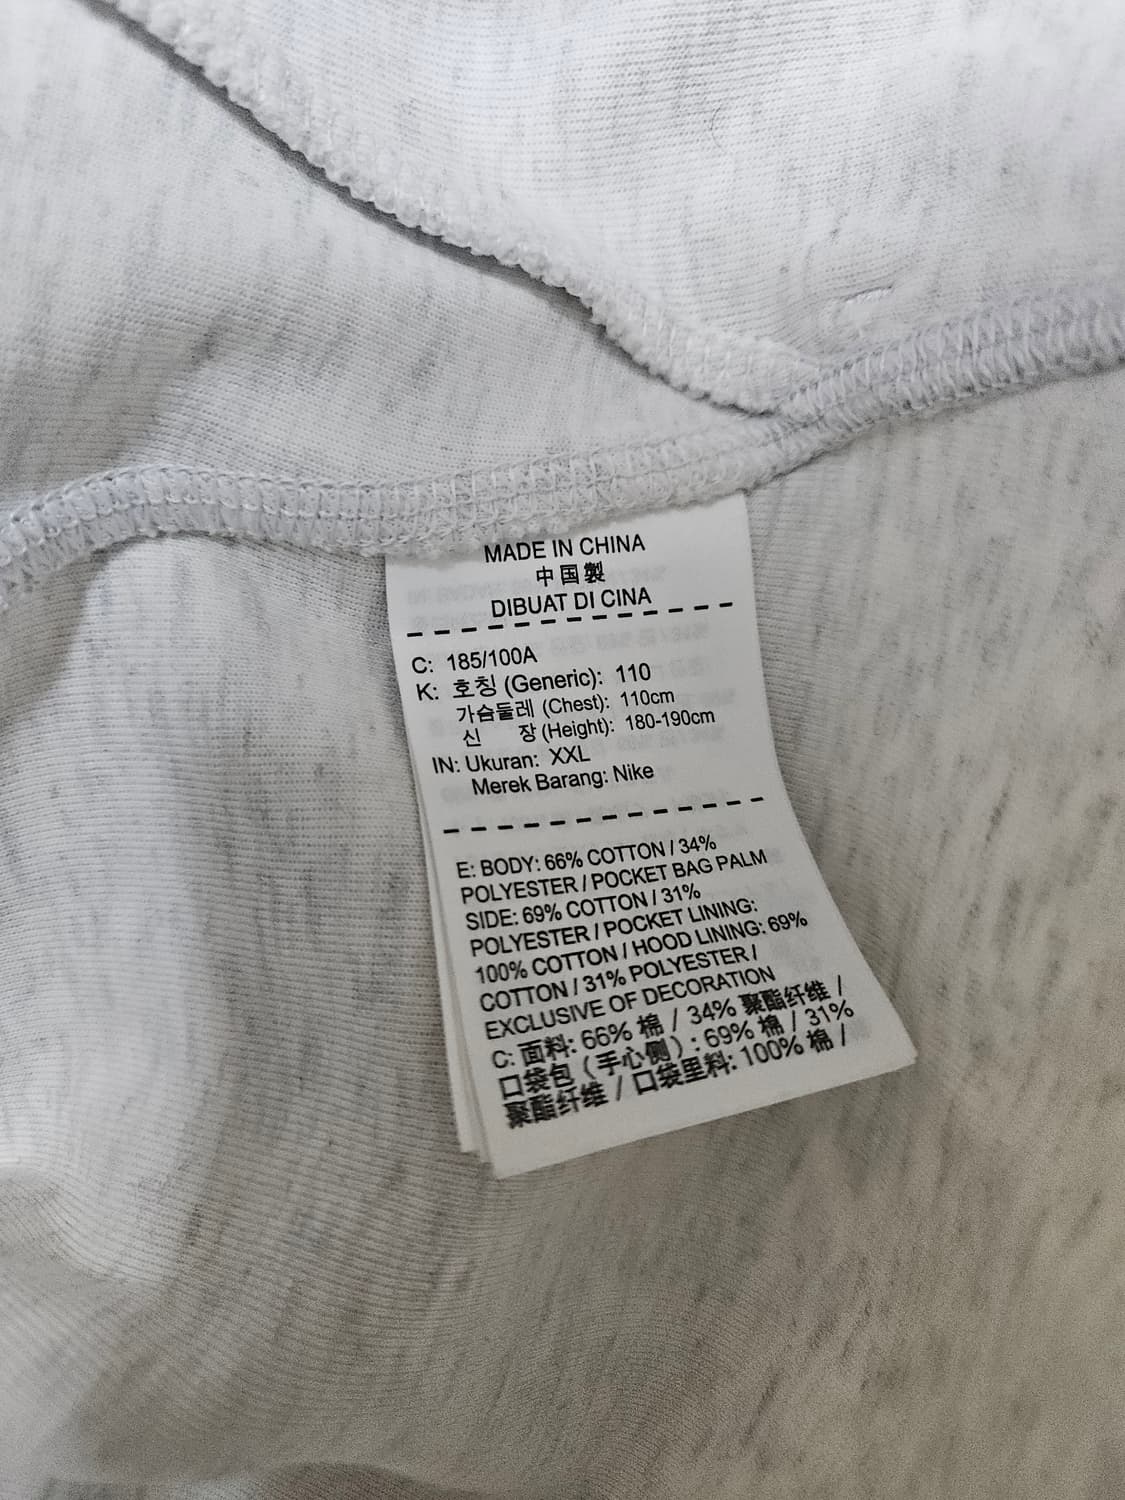 MADE IN CHINA
中国製
DIBUAT DI CINA
C: 185/100A
K: 호칭 (Generic): 110
가슴둘레 (Chest): 110cm
신 장 (Height): 180-190cm
IN: Ukuran: XXL
Merek Barang: Nike
E: BODY: 66% COTTON / 34%
POLYESTER / POCKET BAG PALM
SIDE: 69% COTTON / 31%
POLYESTER / POCKET LINING:
100% COTTON / HOOD LINING: 69%
COTTON / 31% POLYESTER /
EXCLUSIVE OF DECORATION
C: 面料: 66% 棉 / 34% 聚酯纤维 /
口袋包（手心侧）: 69% 棉 / 31%
聚酯纤维 / 口袋里料: 100% 棉 /